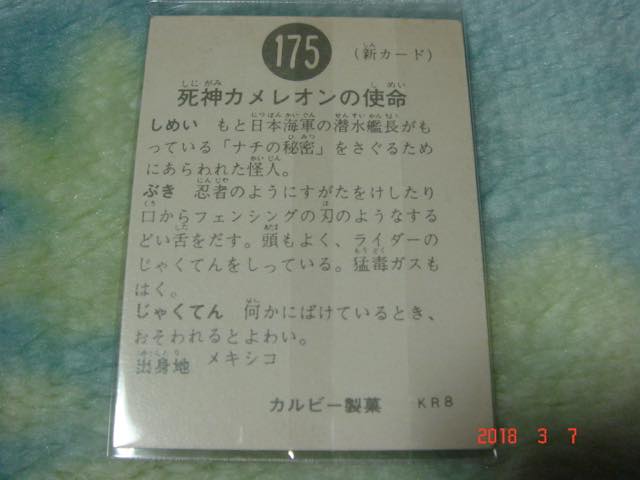 175
(新カード)
死神カメレオンの使命
しめい もと日本海軍の潜水艦長がも
っている「ナチの秘密」をさぐるため
にあらわれた怪人。
ぶき 忍者のようにすがたをけしたり
口からフェンシングの刃のようなする
どい舌をだす。頭もよく、ライダーの
じゃくてんをしっている。猛毒ガスも
はく。
じゃくてん 何かにばけているとき、
おそわれるとよわい。
出身地 メキシコ
カルビー製菓 KR8
2018 3 7